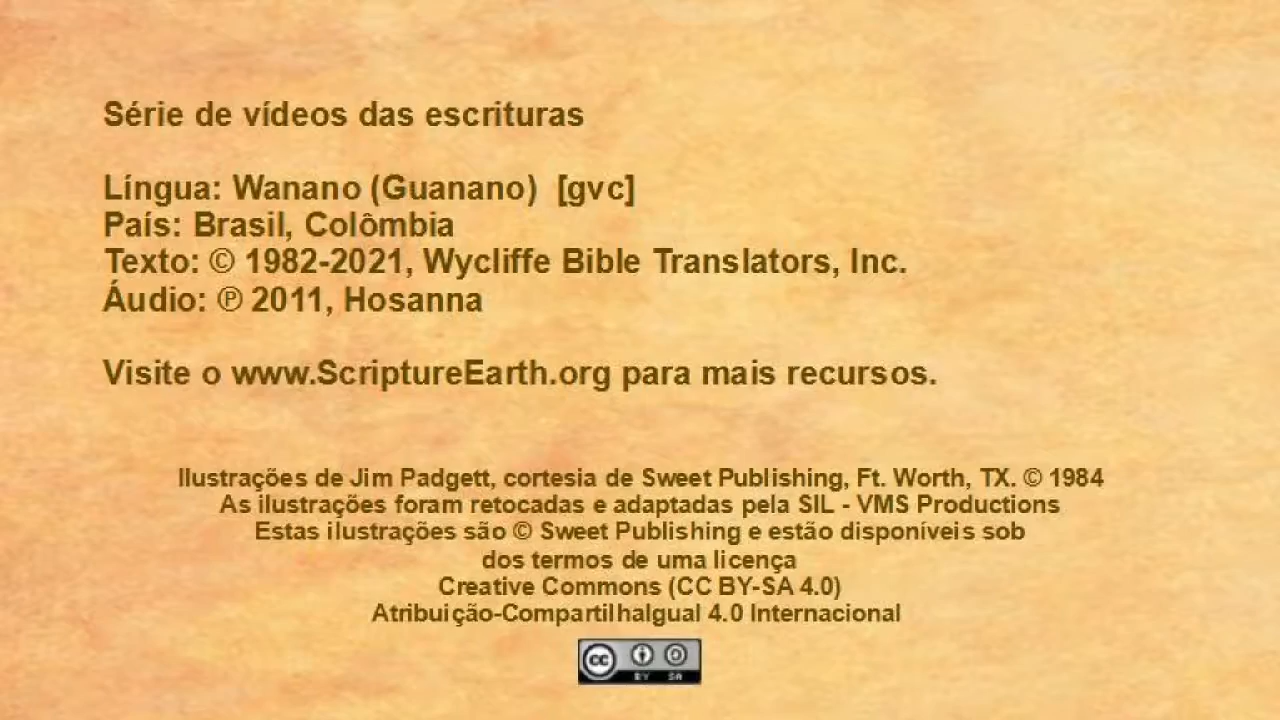 Série de vídeos das escrituras
Língua: Wanano (Guanano)  [gvc]
País: Brasil, Colômbia
Texto: © 1982-2021, Wycliffe Bible Translators, Inc.
Áudio: ℗ 2011, Hosanna
Visite o www.ScriptureEarth.org para mais recursos.
Ilustrações de Jim Padgett, cortesia de Sweet Publishing, Ft. Worth, TX. © 1984
As ilustrações foram retocadas e adaptadas pela SIL - VMS Productions
Estas ilustrações são © Sweet Publishing e estão disponíveis sob
dos termos de uma licença
Creative Commons (CC BY-SA 4.0)
Atribuição-CompartilhaIgual 4.0 Internacional
cc BY SA